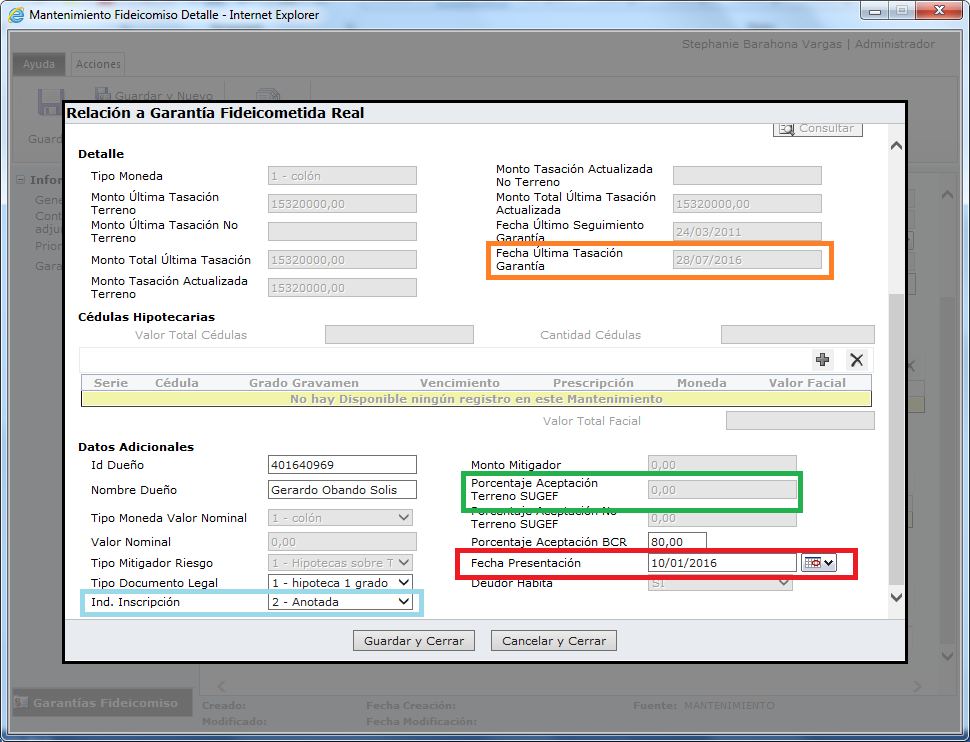 Mantenimiento Fideicomiso Detalle - Internet Explorer
Stephanie Barahona Vargas | Administrador
Ayuda Acciones
Guardar y Nuevo
Relación a Garantía Fideicometida Real
Consultar
Detalle
Tipo Moneda 1 - colón
Monto Tasación Actualizada No Terreno
Monto Última Tasación Terreno 15320000,00
Monto Total Última Tasación Actualizada 15320000,00
Monto Última Tasación No Terreno
Fecha Último Seguimiento Garantía 24/03/2011
Monto Total Última Tasación 15320000,00
Fecha Última Tasación Garantía 28/07/2016
Monto Tasación Actualizada Terreno 15320000,00
Cédulas Hipotecarias
Valor Total Cédulas Cantidad Cédulas
Serie Cédula Grado Gravamen Vencimiento Prescripción Moneda Valor Facial
No hay Disponible ningún registro en este Mantenimiento
Valor Total Facial
Datos Adicionales
Id Dueño 401640969 Monto Mitigador 0,00
Nombre Dueño Gerardo Obando Solis
Porcentaje Aceptación Terreno SUGEF 0,00
Tipo Moneda Valor Nominal 1 - colón
Porcentaje Aceptación No Terreno SUGEF 0,00
Valor Nominal 0,00 Porcentaje Aceptación BCR 80,00
Tipo Mitigador Riesgo 1 - Hipotecas sobre T Fecha Presentación 10/01/2016
Tipo Documento Legal 1 - hipoteca 1 grado Deudor Habita SI
Ind. Inscripción 2 - Anotada
Guardar y Cerrar Cancelar y Cerrar
Garantías Fideicomiso
Creado: Fecha Creación: Fuente: MANTENIMIENTO
Modificado: Fecha Modificación: